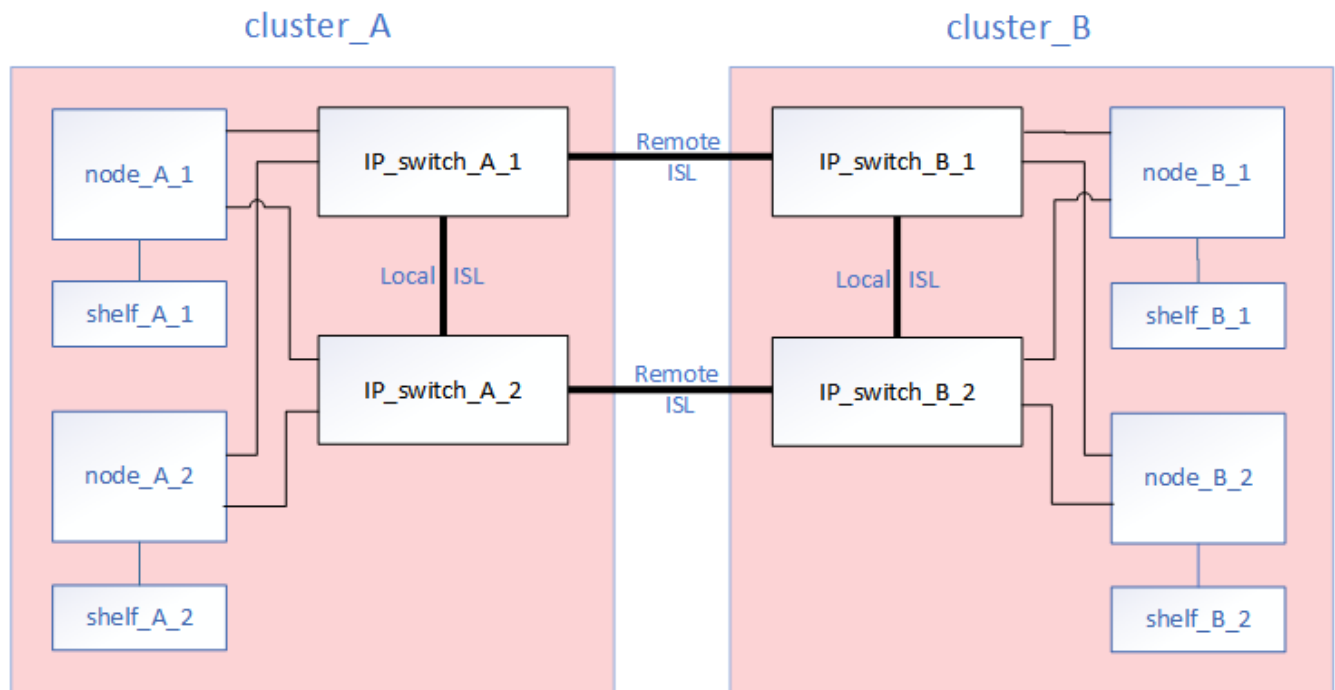 cluster_A
cluster_B
node_A_1
IP_switch_A_1
Remote
ISL
IP_switch_B_1
node_B_1
shelf_A_1
Local ISL
Local ISL
shelf_B_1
node_A_2
IP_switch_A_2
Remote
ISL
IP_switch_B_2
node_B_2
shelf_A_2
shelf_B_2